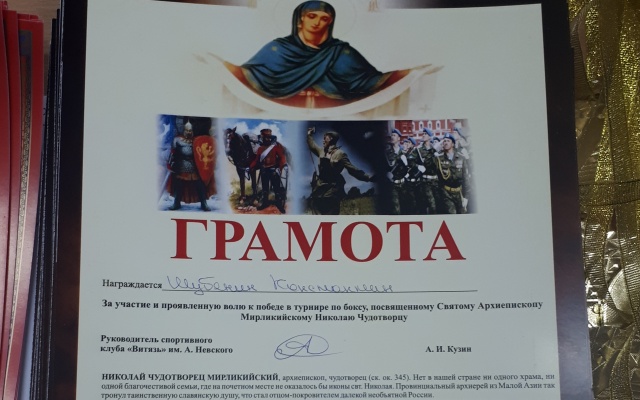 ГРАМОТА
Награждается Шубенин Константин
За участие и проявленную волю к победе в турнире по боксу, посвященному Святому Архиепископу
Мирликийскому Николаю Чудотворцу
Руководитель спортивного
клуба «Витязь» им. А. Невского
А. И. Кузин
НИКОЛАЙ ЧУДОТВОРЕЦ МИРЛИКИЙСКИЙ, архиепископ, чудотворец (ск. ок. 345). Нет в нашей стране ни одного храма, ни
одной благочестивой семьи, где на почетном месте не оказалось бы иконы свт. Николая. Провинциальный архиерей из Малой Азии так
тронул таинственную славянскую душу, что стал отцом-покровителем далекой необъятной России.